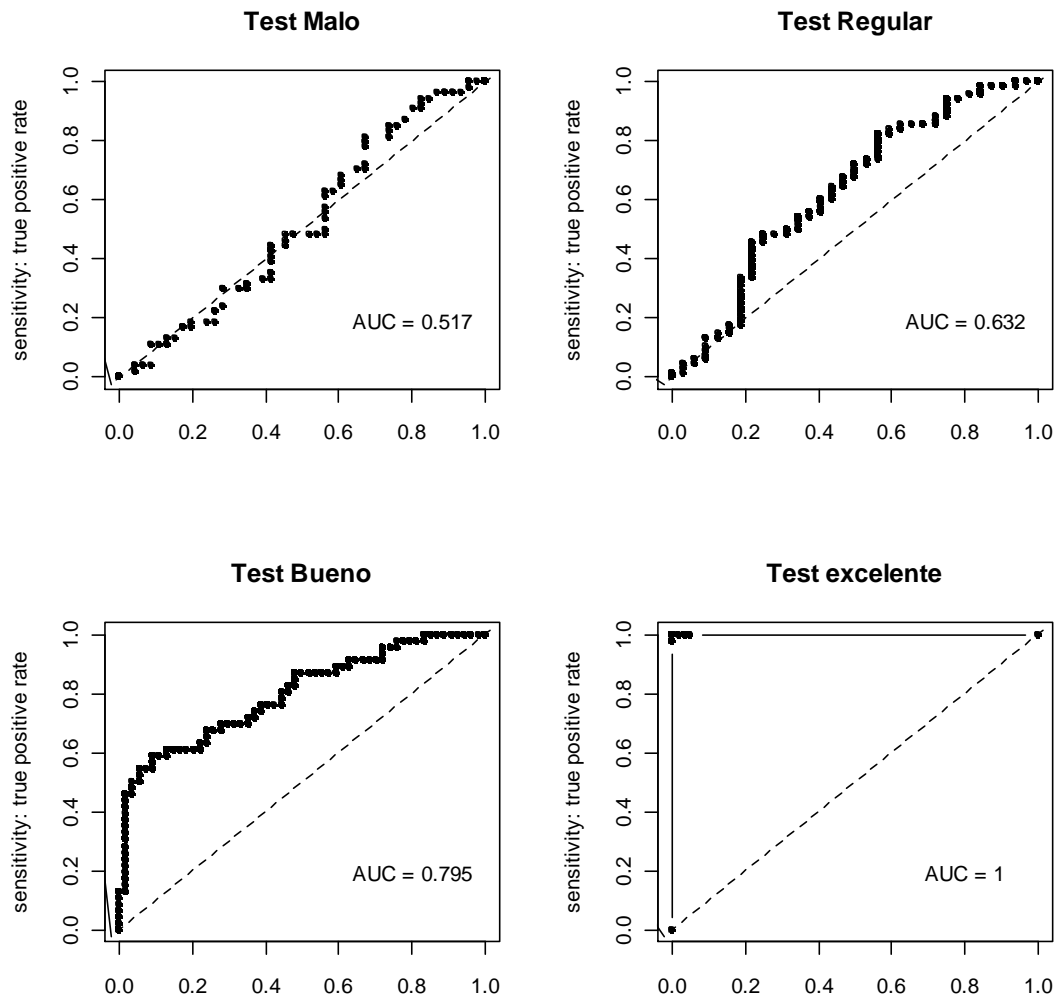 Test Malo
sensitivity: true positive rate
1.0
0.8
0.6
0.4
0.2
0.0
AUC = 0.517
0.0 0.2 0.4 0.6 0.8 1.0
Test Regular
sensitivity: true positive rate
1.0
0.8
0.6
0.4
0.2
0.0
AUC = 0.632
0.0 0.2 0.4 0.6 0.8 1.0
Test Bueno
sensitivity: true positive rate
1.0
0.8
0.6
0.4
0.2
0.0
AUC = 0.795
0.0 0.2 0.4 0.6 0.8 1.0
Test excelente
sensitivity: true positive rate
1.0
0.8
0.6
0.4
0.2
0.0
AUC = 1
0.0 0.2 0.4 0.6 0.8 1.0